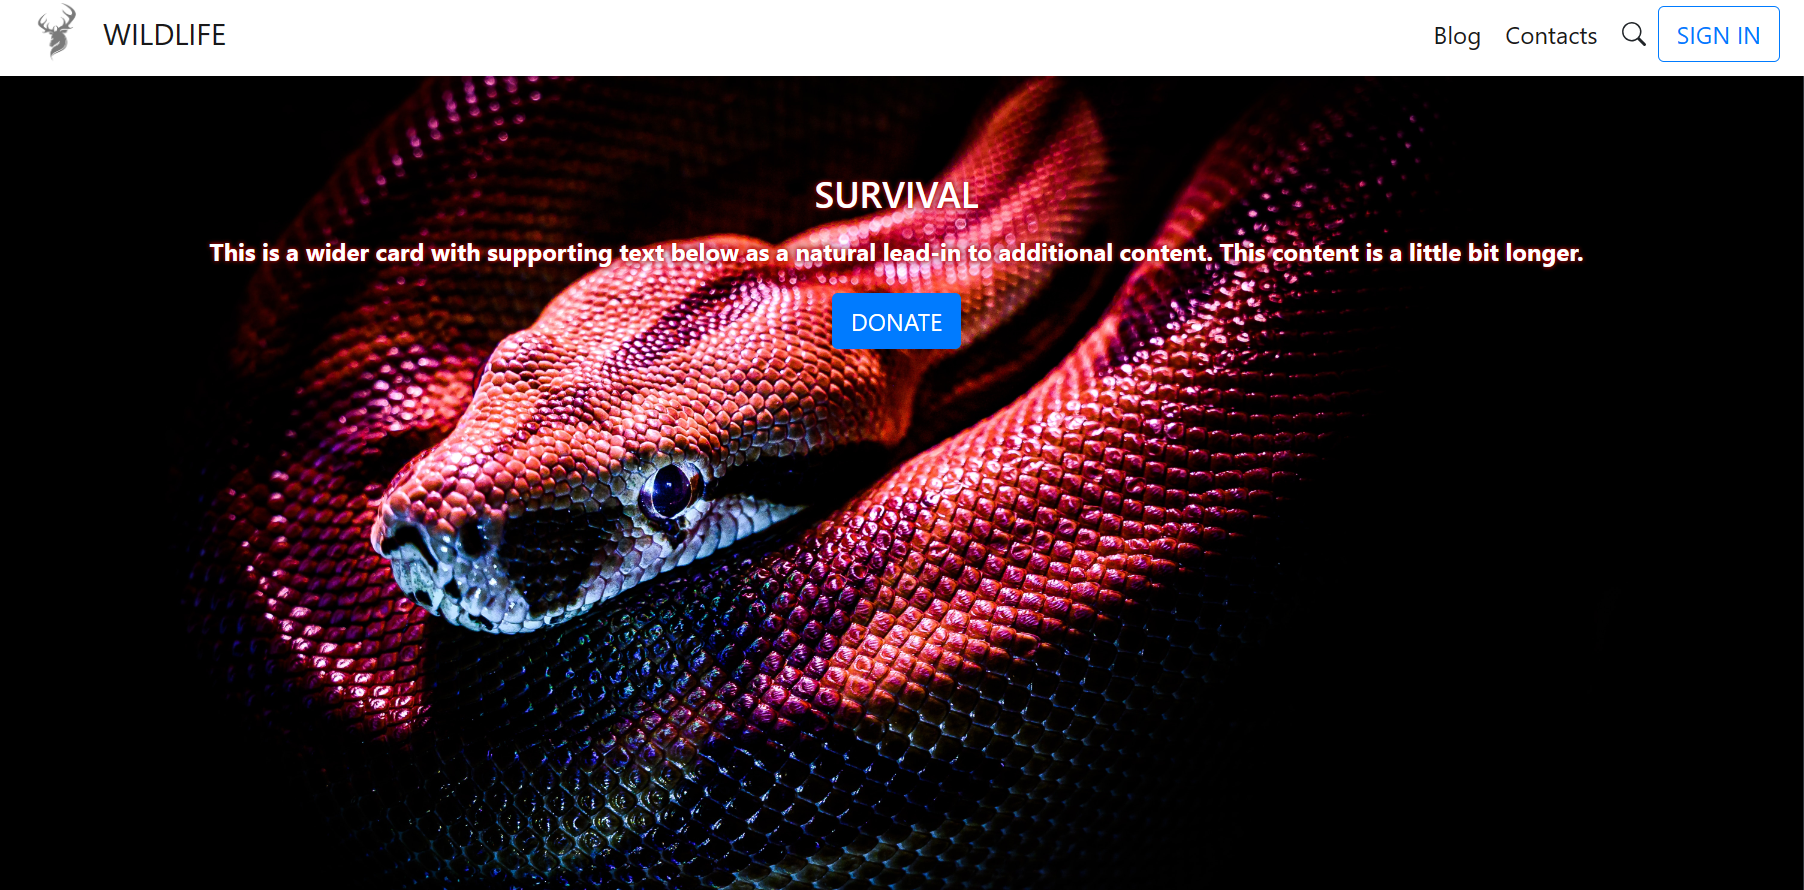 WILDLIFE
Blog
Contacts
SIGN IN
SURVIVAL
This is a wider card with supporting text below as a natural lead-in to additional content. This content is a little bit longer.
DONATE